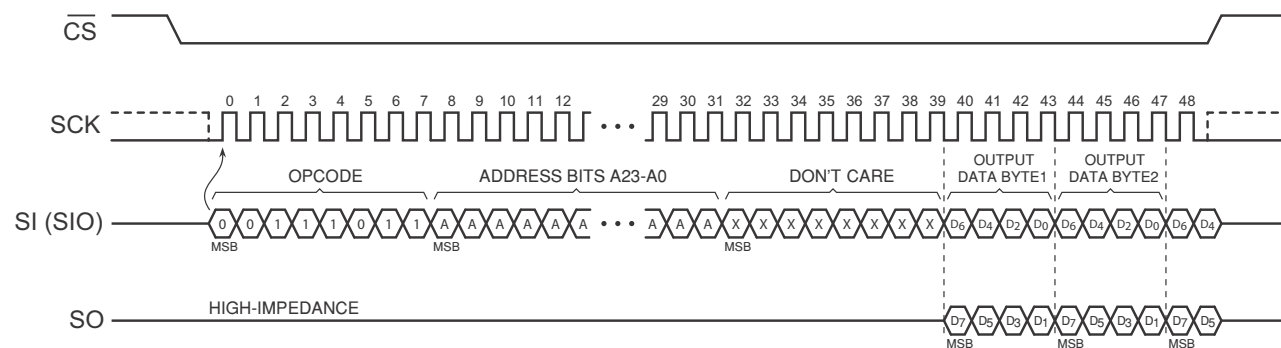 CS
SCK
0 1 2 3 4 5 6 7 8 9 10 11 12 29 30 31 32 33 34 35 36 37 38 39 40 41 42 43 44 45 46 47 48
OPCODE ADDRESS BITS A23-A0 DON'T CARE OUTPUT DATA BYTE1 OUTPUT DATA BYTE2
SI (SIO)
0 0 1 1 1 0 1 1 A A A A A A A A A X X X X X X X X D6 D4 D2 D0 D6 D4 D2 D0 D6 D4
MSB MSB MSB
HIGH-IMPEDANCE
SO
D7 D5 D3 D1 D7 D5 D3 D1 D7 D5
MSB MSB MSB